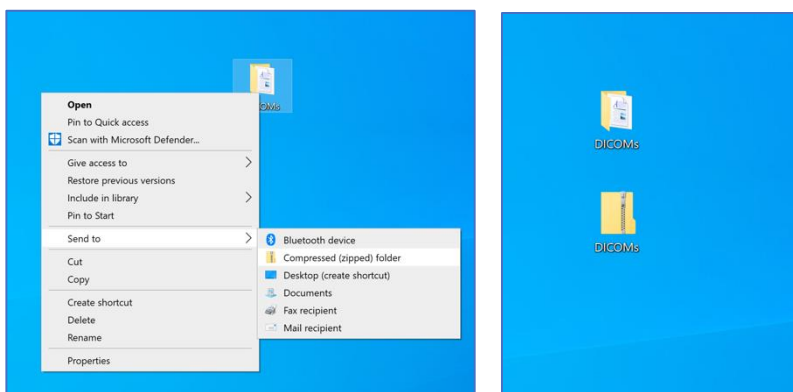 OMs
Open
Pin to Quick access
Scan with Microsoft Defender...
Give access to
Restore previous versions
Include in library
Pin to Start
Send to
Cut
Copy
Create shortcut
Delete
Rename
Properties
Bluetooth device
Compressed (zipped) folder
Desktop (create shortcut)
Documents
Fax recipient
Mail recipient
DICOMs
DICOMs